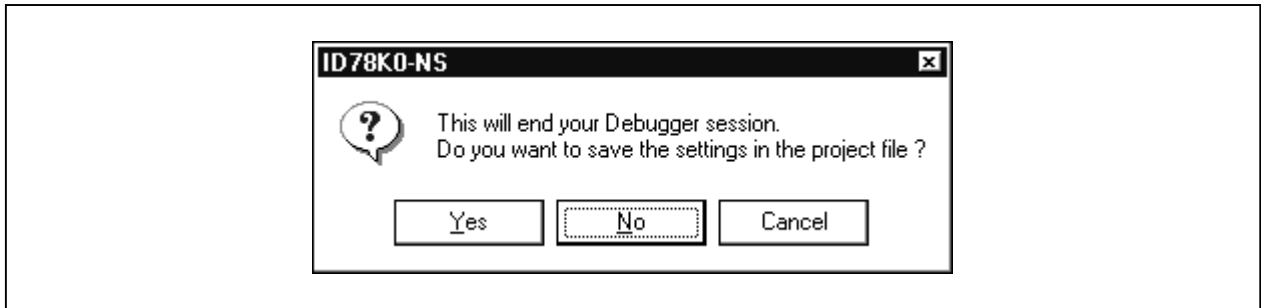 ID78K0-NS
?
This will end your Debugger session.
Do you want to save the settings in the project file ?
Yes No Cancel